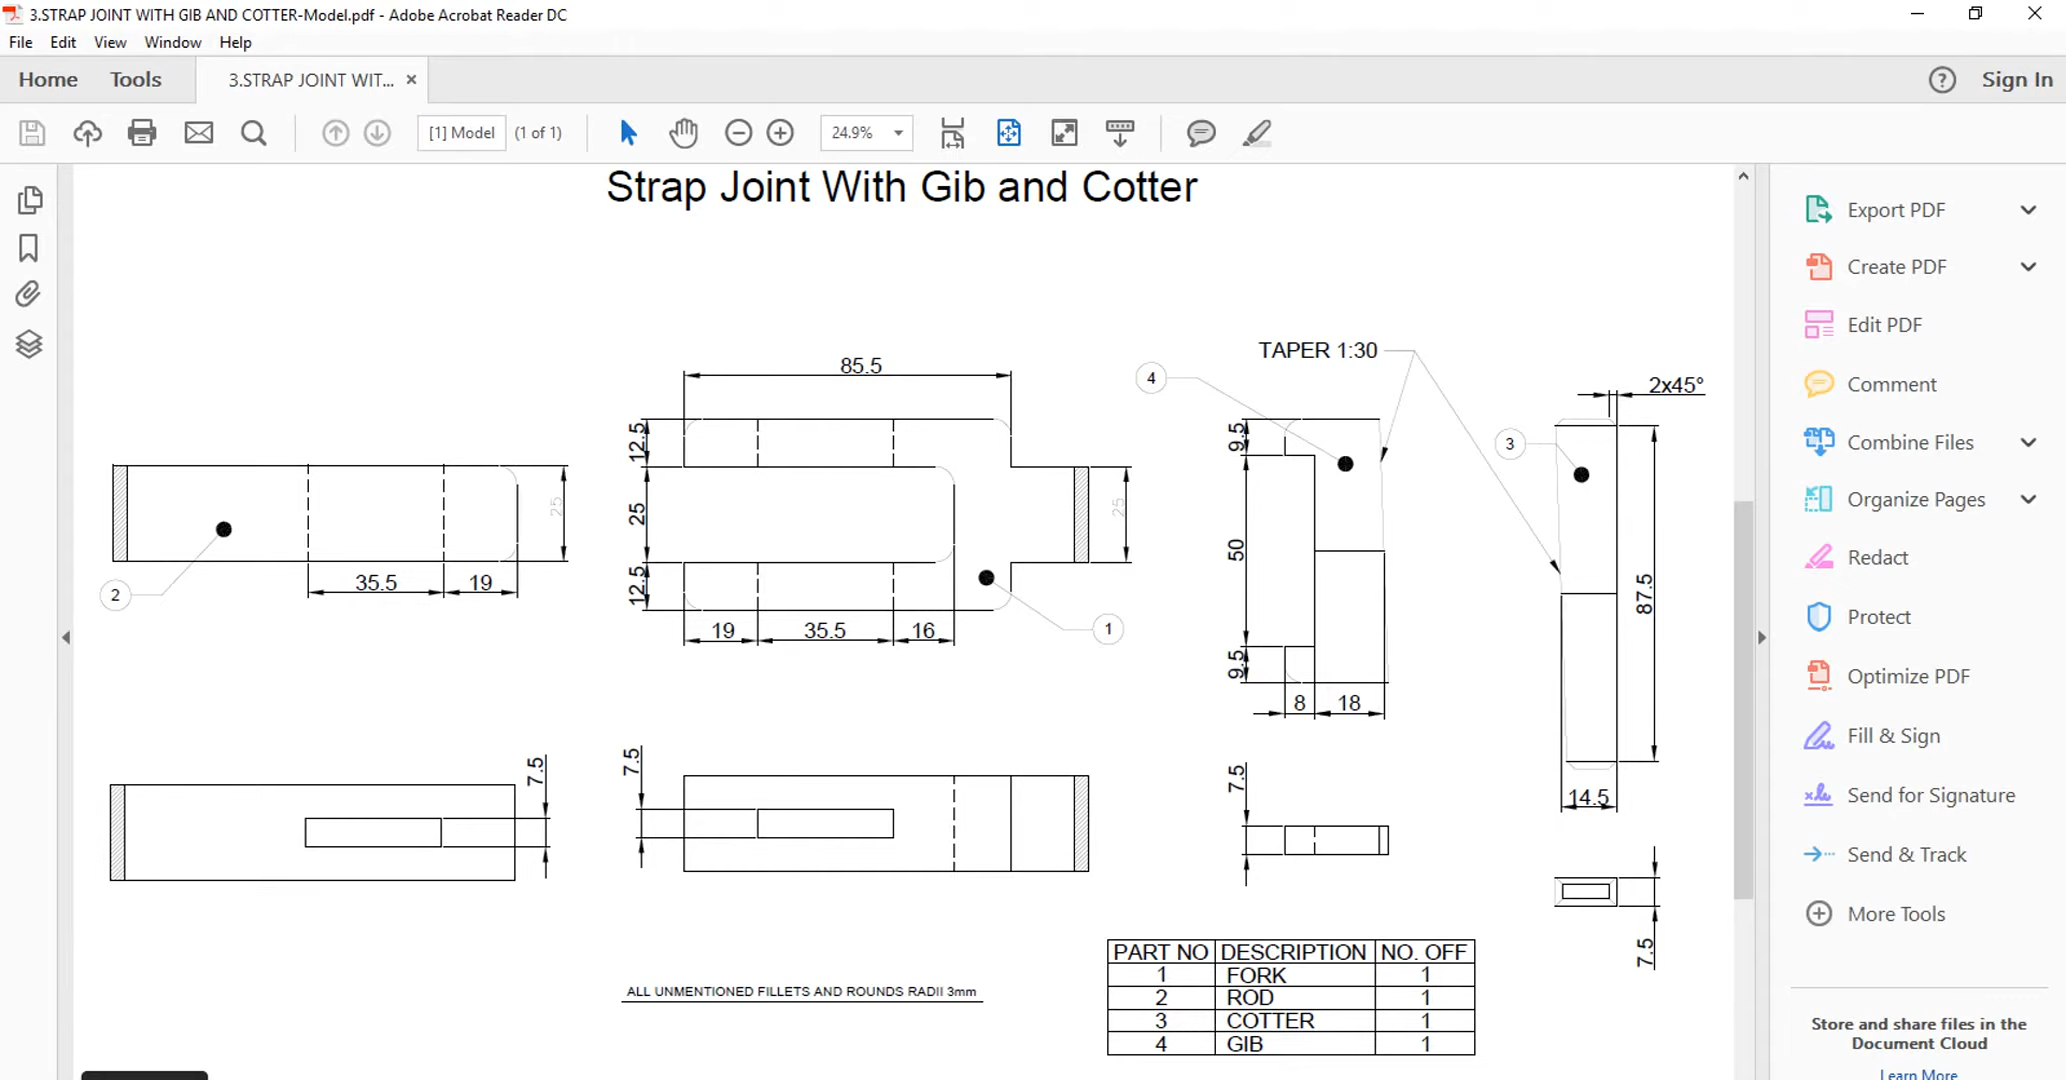 3.STRAP JOINT WITH GIB AND COTTER-Model.pdf - Adobe Acrobat Reader DC
File Edit View Window Help
Home Tools 3.STRAP JOINT WIT... × ? Sign In
[1] Model (1 of 1) 24.9%
Strap Joint With Gib and Cotter
85.5
12.5
25
12.5
25
19 35.5 16
1
25
35.5 19
2
TAPER 1:30
4
9.5
50
9.5
8 18
2x45°
3
87.5
14.5
7.5
7.5
7.5
7.5
ALL UNMENTIONED FILLETS AND ROUNDS RADII 3mm
PART NO DESCRIPTION NO. OFF
1 FORK 1
2 ROD 1
3 COTTER 1
4 GIB 1
Export PDF
Create PDF
Edit PDF
Comment
Combine Files
Organize Pages
Redact
Protect
Optimize PDF
Fill & Sign
Send for Signature
Send & Track
More Tools
Store and share files in the
Document Cloud
Learn More